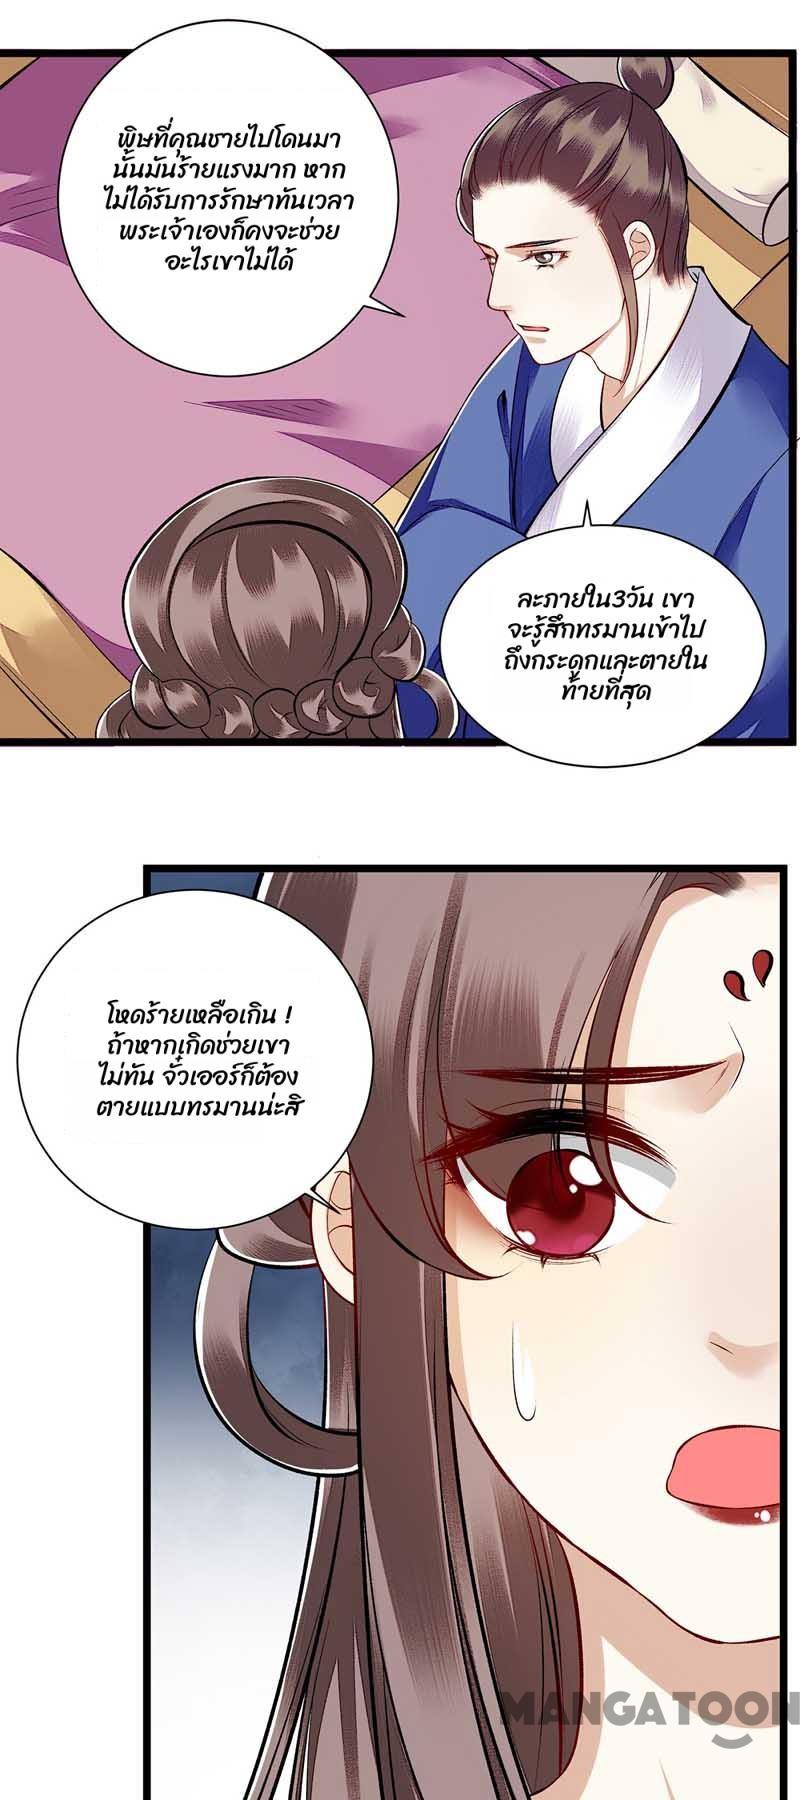 พิษที่คุณชายไปโดนมา
นั้นมันร้ายแรงมาก หาก
ไม่ได้รับการรักษาทันเวลา
พระเจ้าเองก็คงจะช่วย
อะไรเขาไม่ได้
ละภายใน3วัน เขา
จะรู้สึกทรมานเข้าไป
ถึงกระดูกและตายใน
ท้ายที่สุด
โหดร้ายเหลือเกิน !
ถ้าหากเกิดช่วยเขา
ไม่ทัน จั๋วเออร์ก็ต้อง
ตายแบบทรมานน่ะสิ
MANGATOON